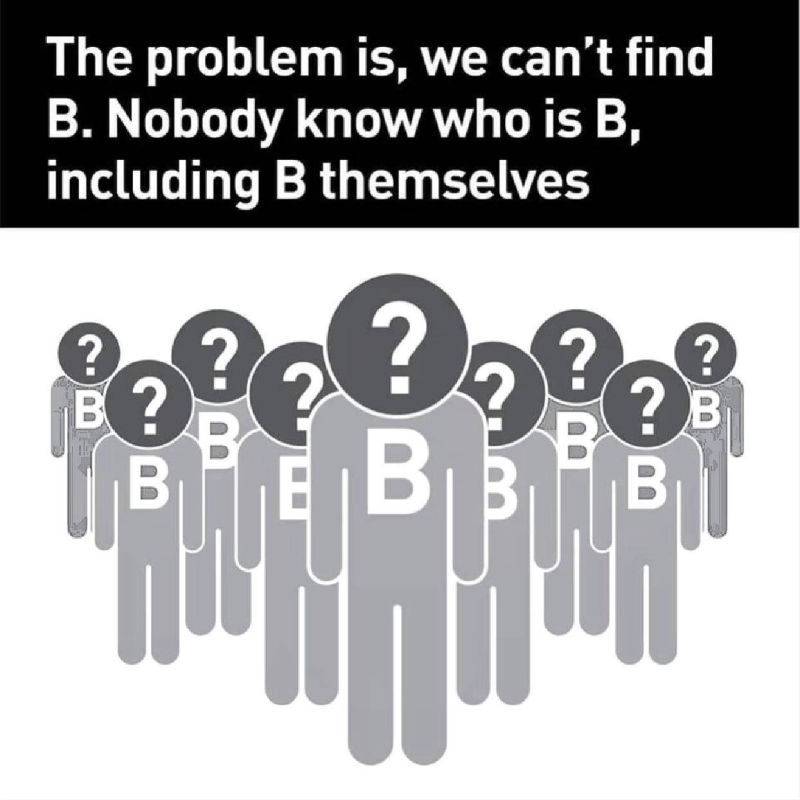 The problem is, we can't find
B. Nobody know who is B,
including B themselves
?
?
?
?
?
?
?
?
?
B
B
B
B
B
B
B
B
B